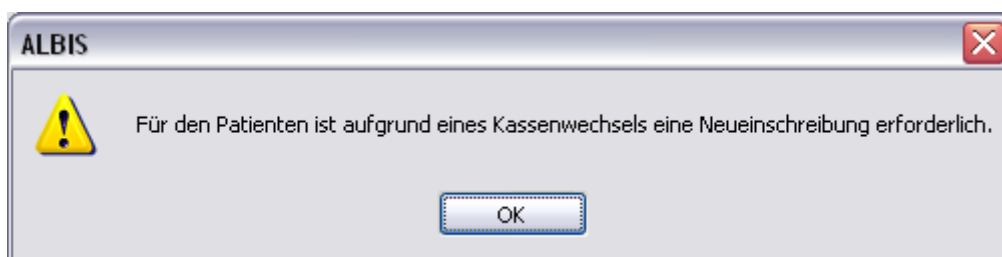 ALBIS
Für den Patienten ist aufgrund eines Kassenwechsels eine Neueinschreibung erforderlich.
OK